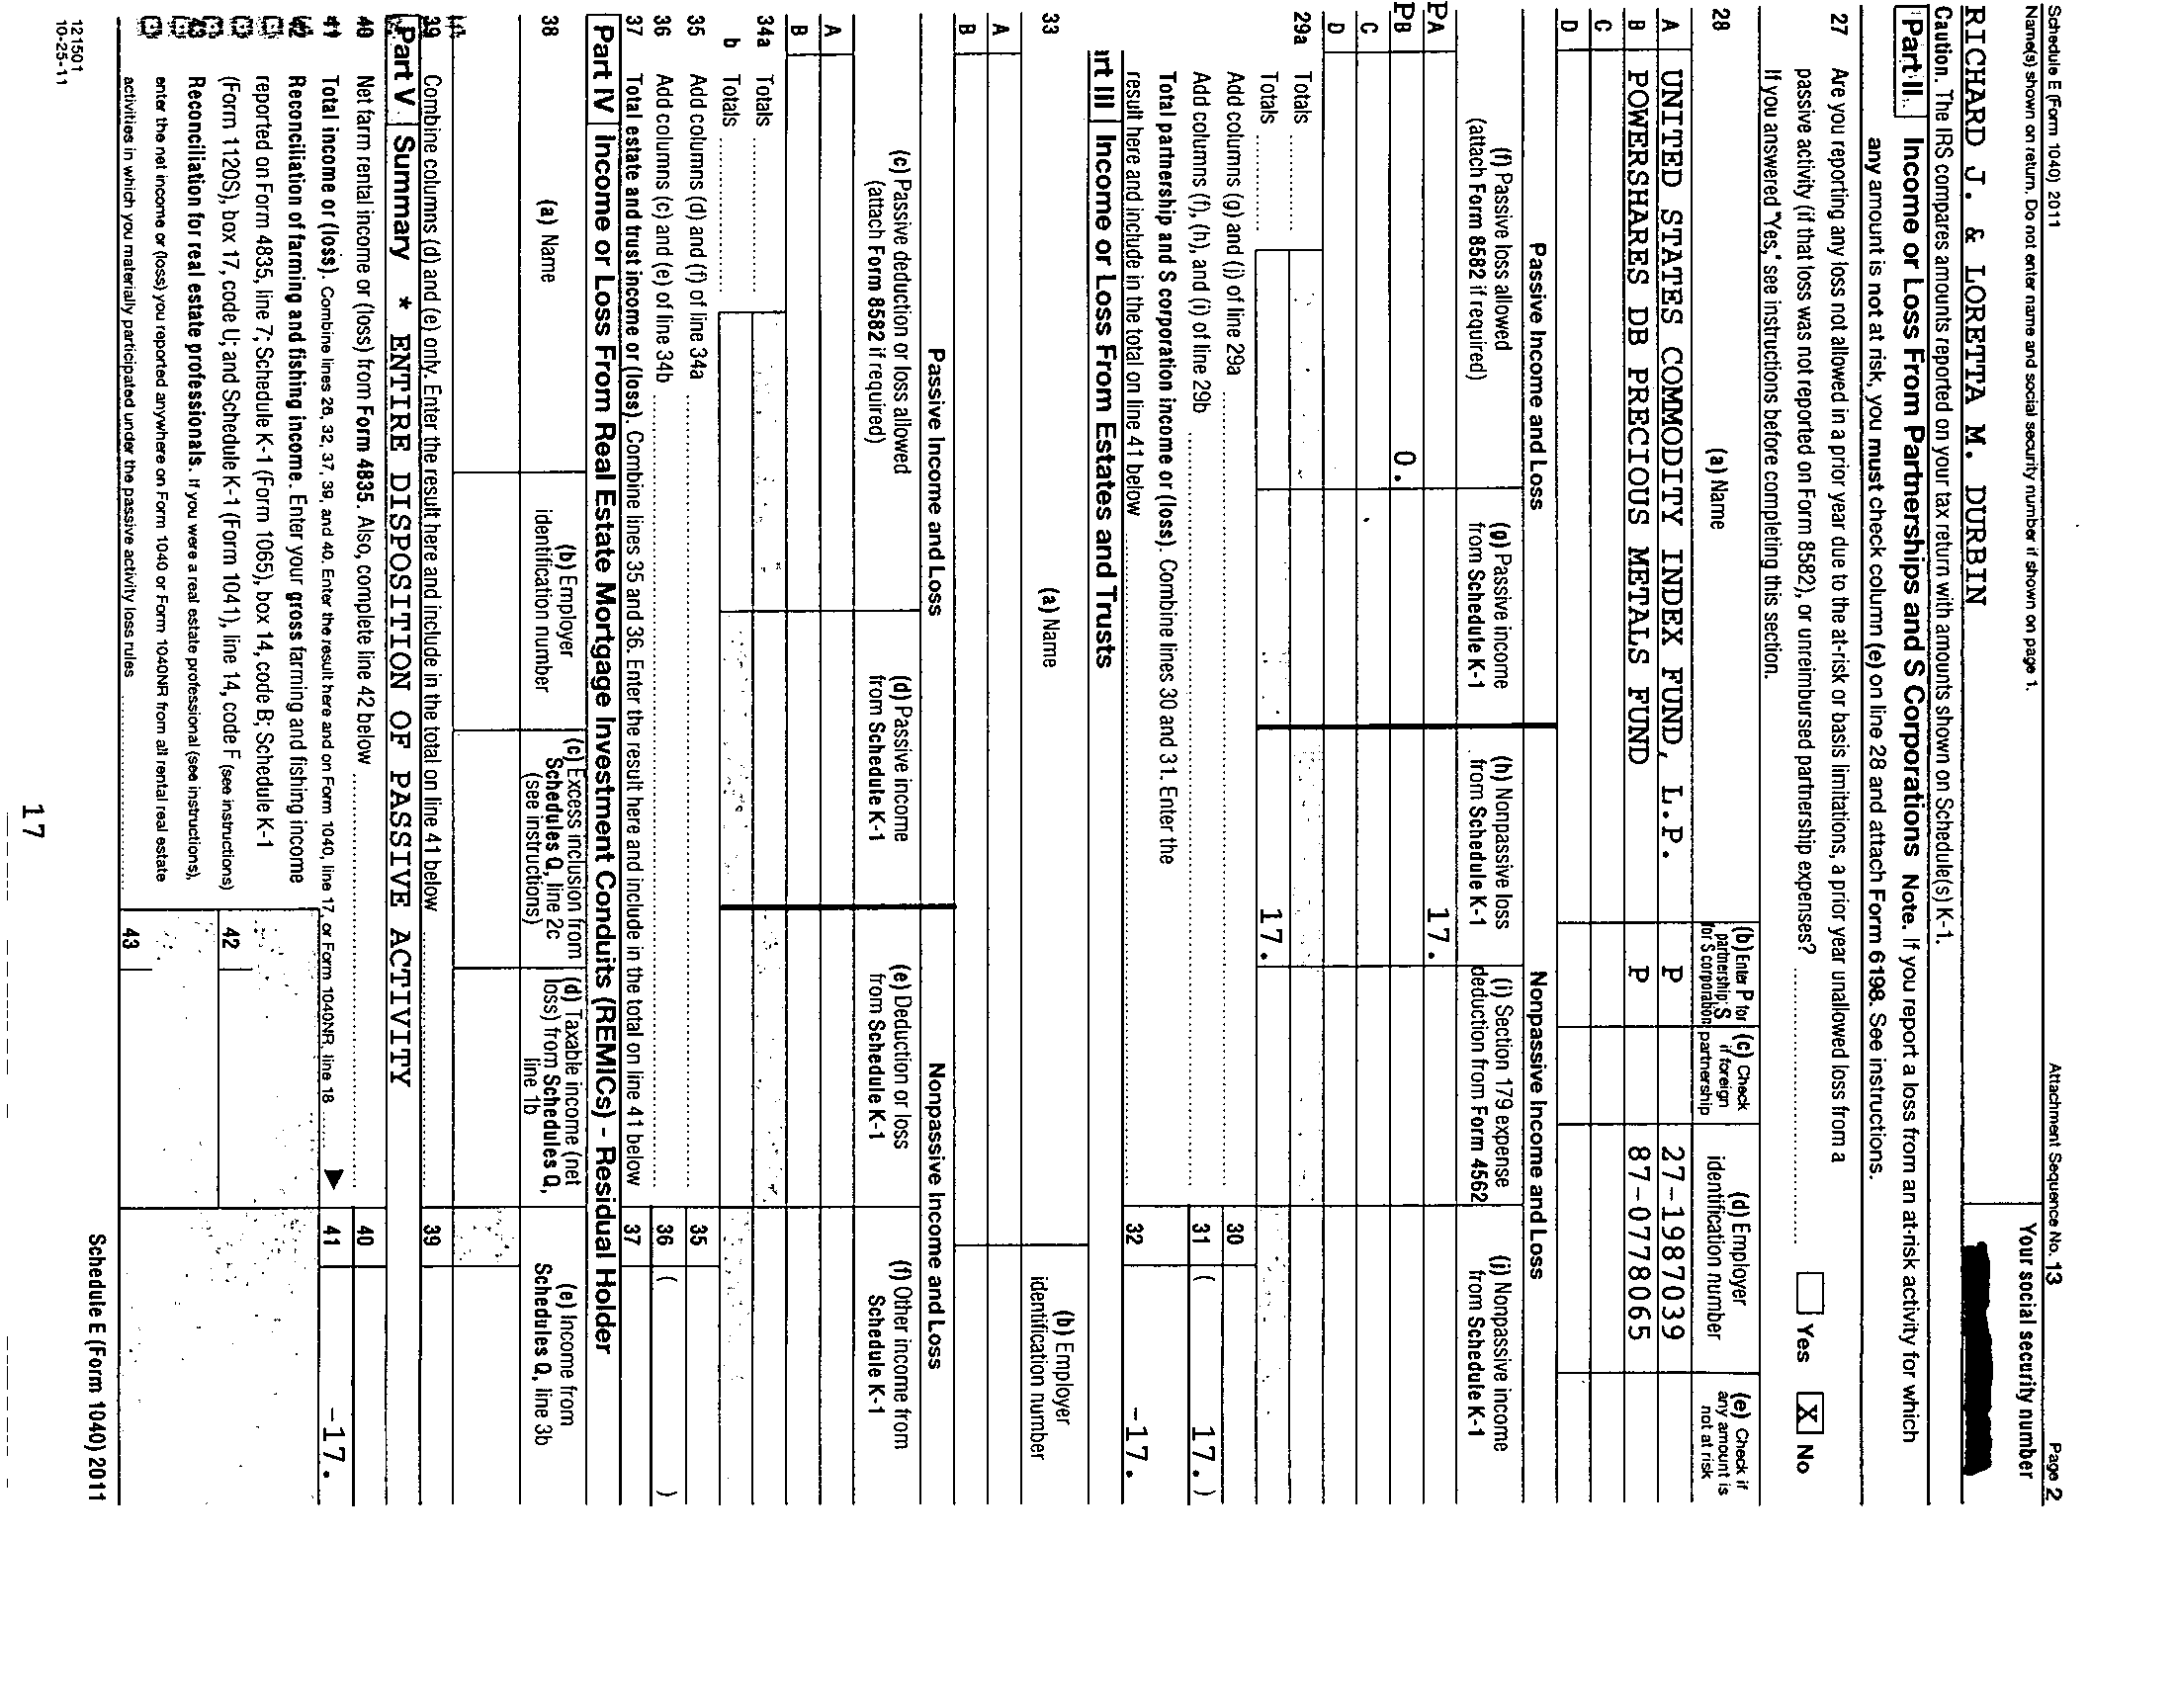 Schedule E (Form 1040) 2011 Attachment Sequence No. 13 Page 2
Name(s) shown on return. Do not enter name and social security number if shown on page 1. Your social security number
RICHARD J. & LORETTA M. DURBIN
Caution. The IRS compares amounts reported on your tax return with amounts shown on Schedule(s) K-1.
Part II Income or Loss From Partnerships and S Corporations Note. If you report a loss from an at-risk activity for which
any amount is not at risk, you must check column (e) on line 28 and attach Form 6198. See instructions.
27 Are you reporting any loss not allowed in a prior year due to the at-risk or basis limitations, a prior year unallowed loss from a
passive activity (if that loss was not reported on Form 8582), or unreimbursed partnership expenses? Yes X No
If you answered "Yes," see instructions before completing this section.
28 (a) Name (b) Enter P for partnership; S for S corporation (c) Check if foreign partnership (d) Employer identification number (e) Check if any amount is not at risk
A UNITED STATES COMMODITY INDEX FUND, L.P. P 27-1987039
B POWERSHARES DB PRECIOUS METALS FUND P 87-0778065
C
D
Passive Income and Loss Nonpassive Income and Loss
(f) Passive loss allowed (attach Form 8582 if required) (g) Passive income from Schedule K-1 (h) Nonpassive loss from Schedule K-1 (i) Section 179 expense deduction from Form 4562 (j) Nonpassive income from Schedule K-1
PA 17.
PB 0.
C
D
29a Totals
Totals 17.
Add columns (g) and (j) of line 29a 30
Add columns (f), (h), and (i) of line 29b 31 ( 17. )
Total partnership and S corporation income or (loss). Combine lines 30 and 31. Enter the
result here and include in the total on line 41 below 32 -17.
art III Income or Loss From Estates and Trusts
33 (a) Name (b) Employer identification number
A
B
Passive Income and Loss Nonpassive Income and Loss
(c) Passive deduction or loss allowed (attach Form 8582 if required) (d) Passive income from Schedule K-1 (e) Deduction or loss from Schedule K-1 (f) Other income from Schedule K-1
A
B
34a Totals
b Totals
35 Add columns (d) and (f) of line 34a 35
36 Add columns (c) and (e) of line 34b 36 ( )
37 Total estate and trust income or (loss). Combine lines 35 and 36. Enter the result here and include in the total on line 41 below 37
Part IV Income or Loss From Real Estate Mortgage Investment Conduits (REMICs) - Residual Holder
38 (a) Name (b) Employer identification number (c) Excess inclusion from Schedules Q, line 2c (see instructions) (d) Taxable income (net loss) from Schedules Q, line 1b (e) Income from Schedules Q, line 3b
39 Combine columns (d) and (e) only. Enter the result here and include in the total on line 41 below 39
Part V Summary * ENTIRE DISPOSITION OF PASSIVE ACTIVITY
40 Net farm rental income or (loss) from Form 4835. Also, complete line 42 below 40
41 Total income or (loss). Combine lines 26, 32, 37, 39, and 40. Enter the result here and on Form 1040, line 17, or Form 1040NR, line 18 41 -17.
42 Reconciliation of farming and fishing income. Enter your gross farming and fishing income
reported on Form 4835, line 7; Schedule K-1 (Form 1065), box 14, code B; Schedule K-1
(Form 1120S), box 17, code U; and Schedule K-1 (Form 1041), line 14, code F (see instructions) 42
43 Reconciliation for real estate professionals. If you were a real estate professional (see instructions),
enter the net income or (loss) you reported anywhere on Form 1040 or Form 1040NR from all rental real estate
activities in which you materially participated under the passive activity loss rules 43
121501
10-25-11
Schedule E (Form 1040) 2011
17